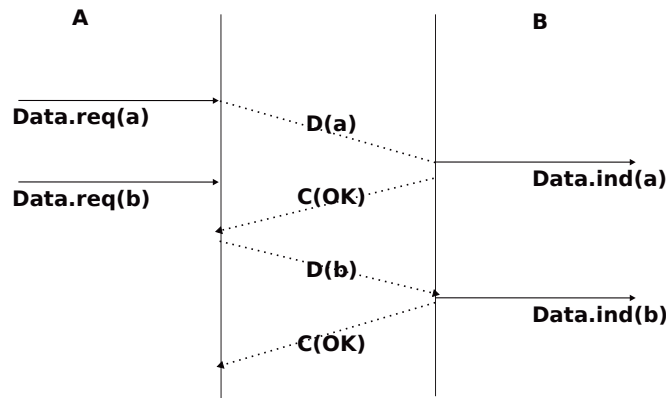 A
B
Data.req(a)
D(a)
Data.ind(a)
Data.req(b)
C(OK)
D(b)
Data.ind(b)
C(OK)